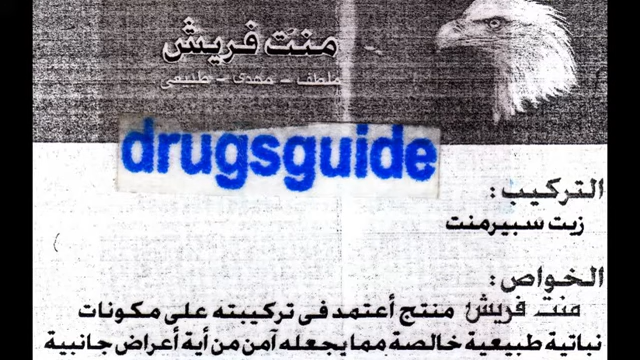 منت فريش
ملطف - مهدئ - طبيعى
drugsguide
التركيب :
زيت سبيرمنت
الخواص :
منت فريش منتج أعتمد فى تركيبته على مكونات
نباتية طبيعية خالصة مما يجعله آمن من أية أعراض جانبية